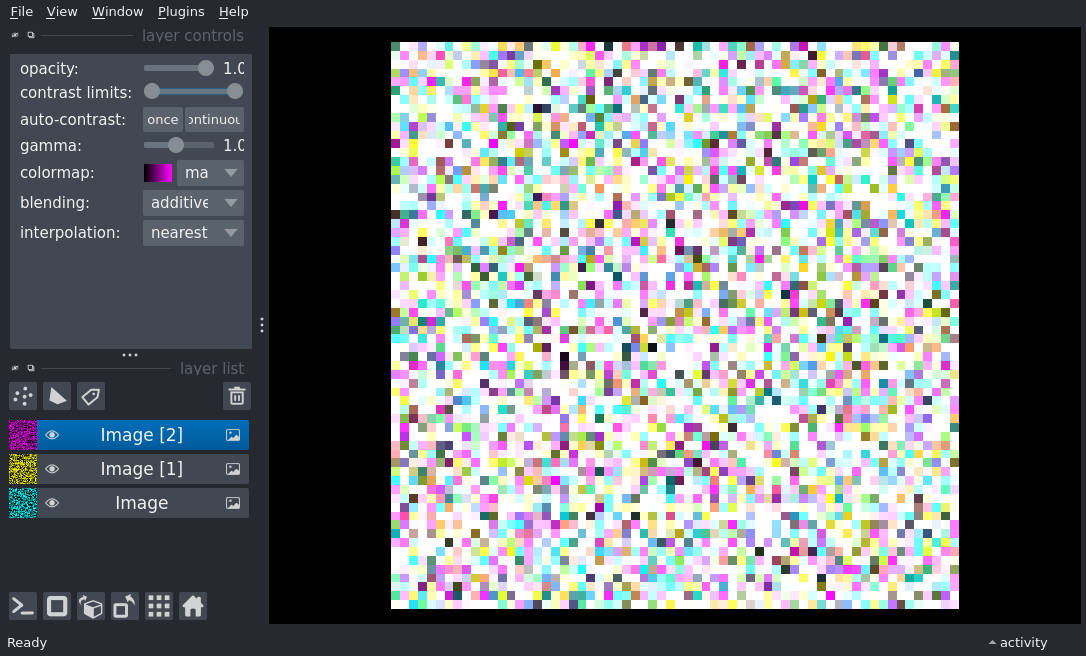 File View Window Plugins Help
layer controls
opacity: 1.0
contrast limits:
auto-contrast: once ontinuou
gamma: 1.0
colormap: ma
blending: additive
interpolation: nearest
layer list
Image [2]
Image [1]
Image
Ready activity